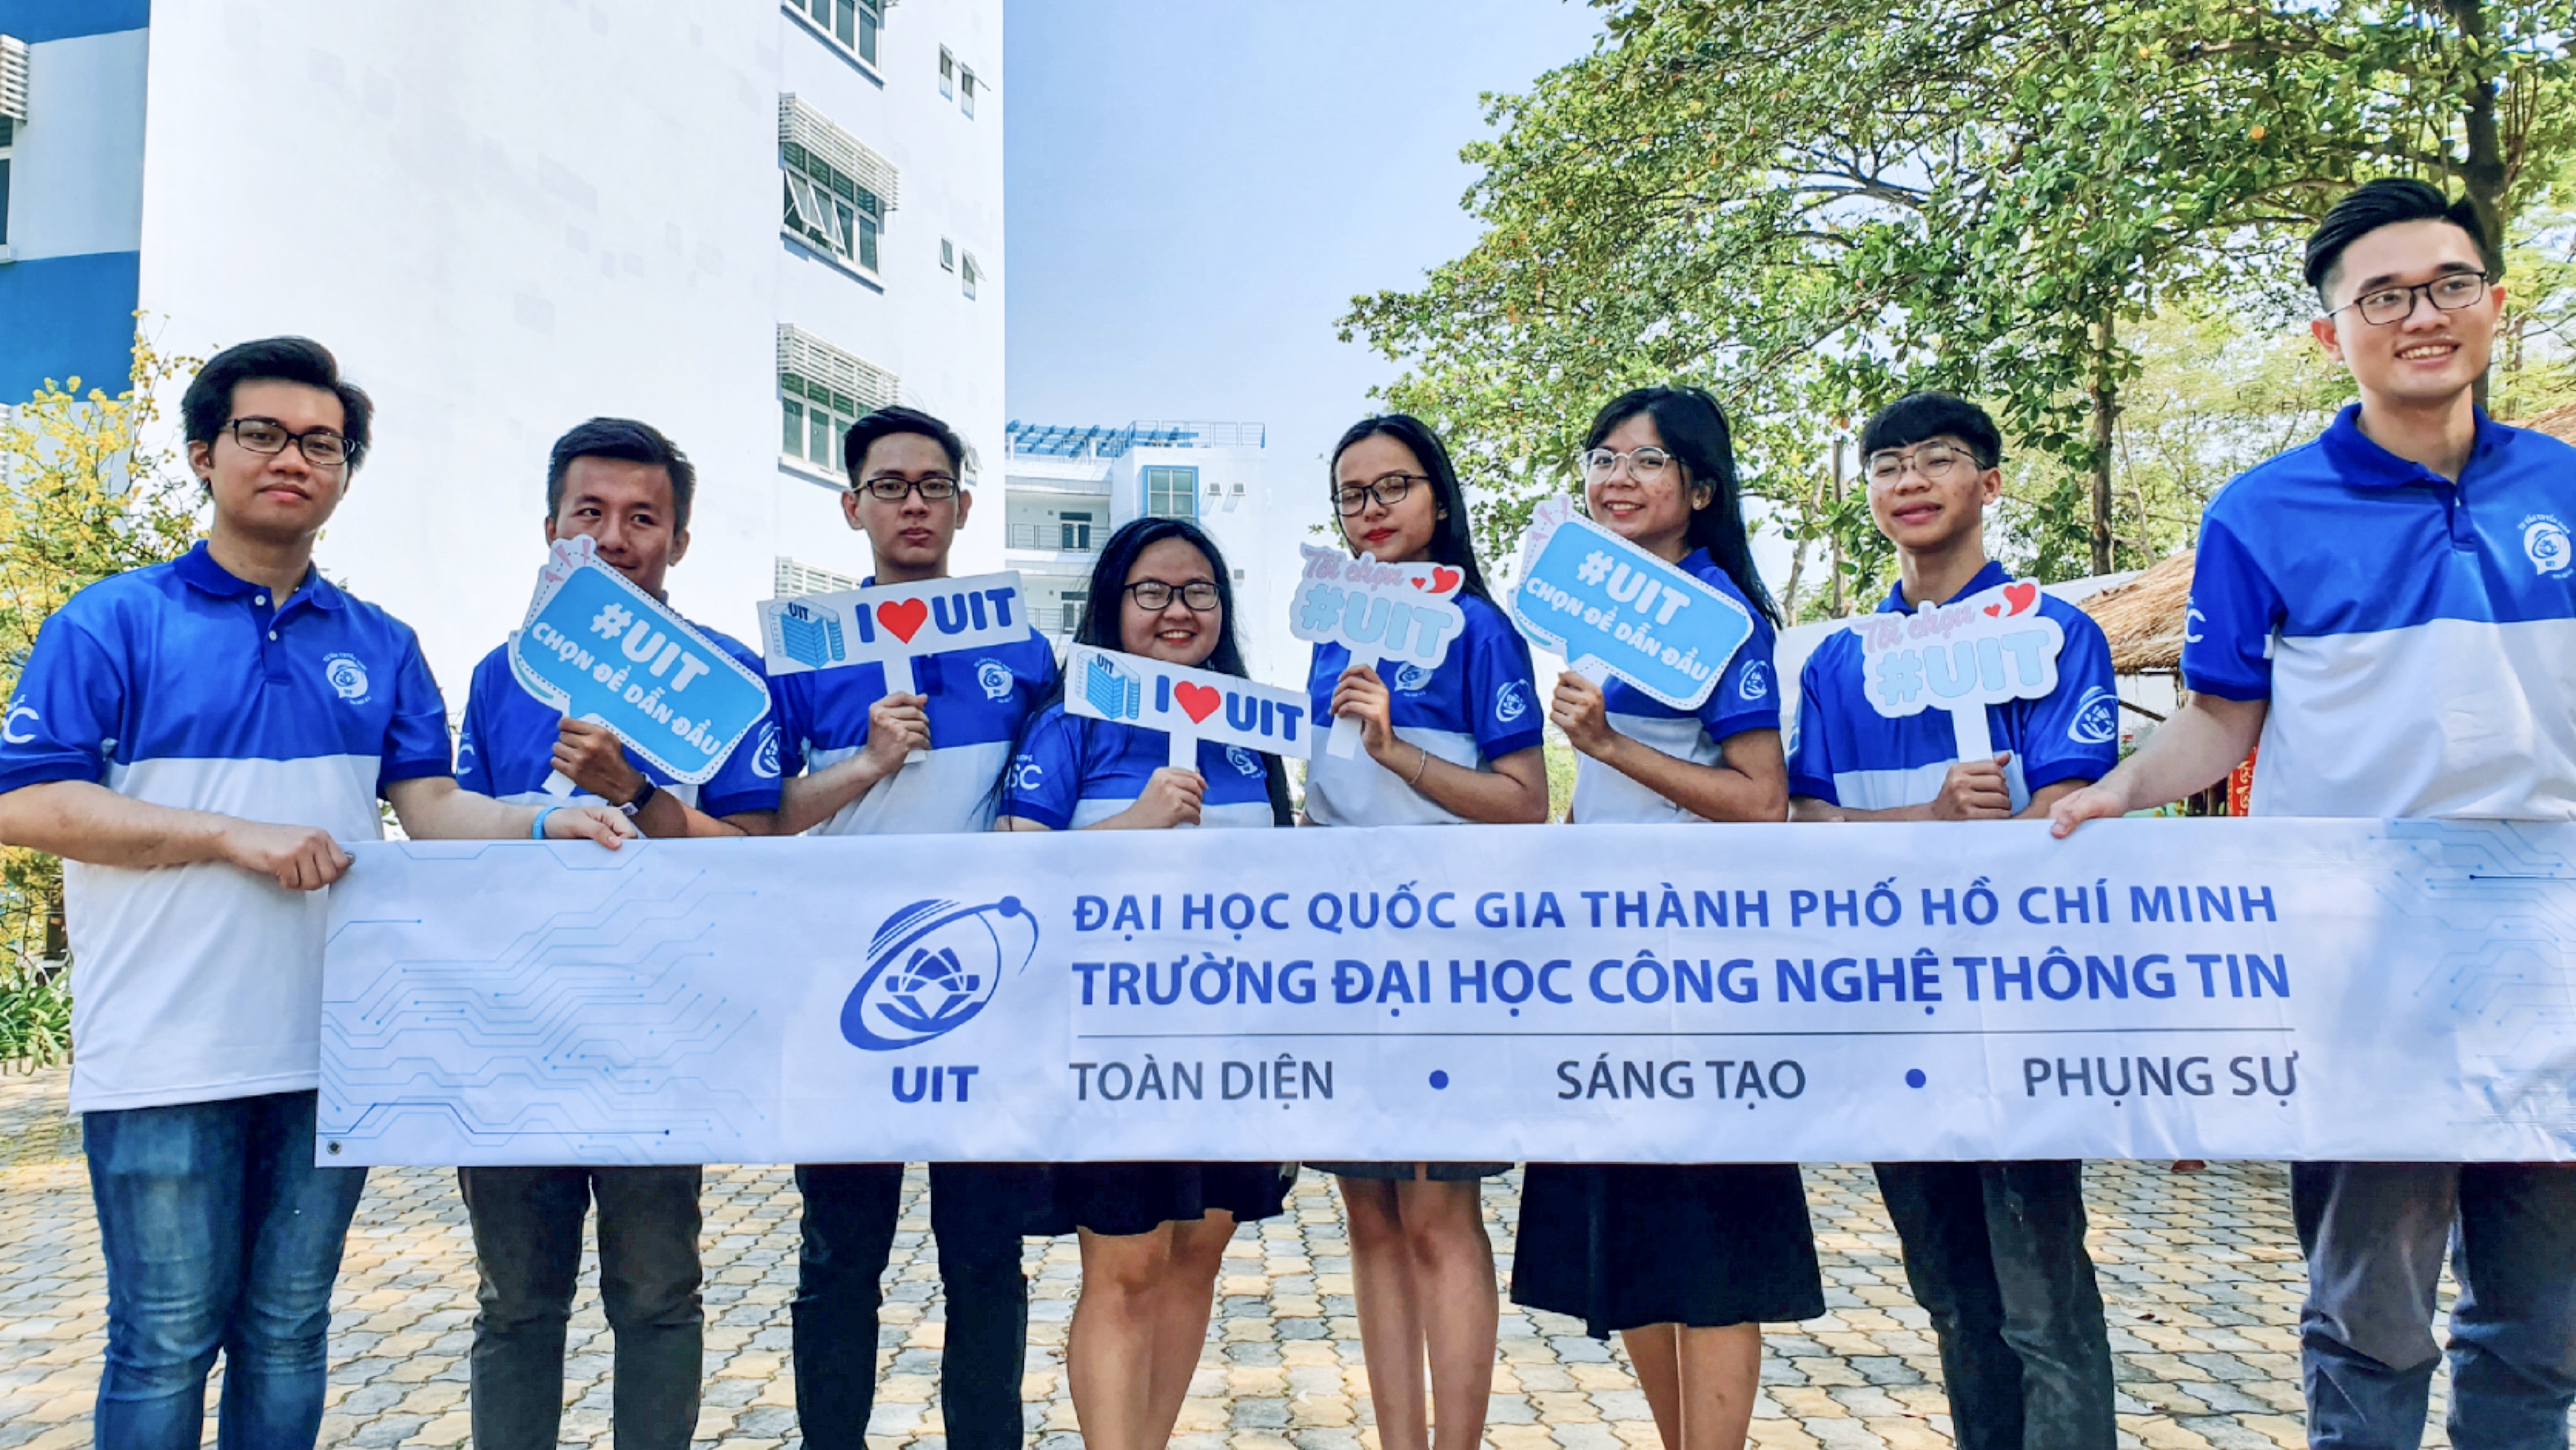 #UIT
CHỌN ĐỂ DẪN ĐẦU
UIT
I ❤ UIT
UIT
I ❤ UIT
Tôi chọn
#UIT
#UIT
CHỌN ĐỂ DẪN ĐẦU
Tôi chọn
#UIT
ĐẠI HỌC QUỐC GIA THÀNH PHỐ HỒ CHÍ MINH
TRƯỜNG ĐẠI HỌC CÔNG NGHỆ THÔNG TIN
UIT
TOÀN DIỆN • SÁNG TẠO • PHỤNG SỰ